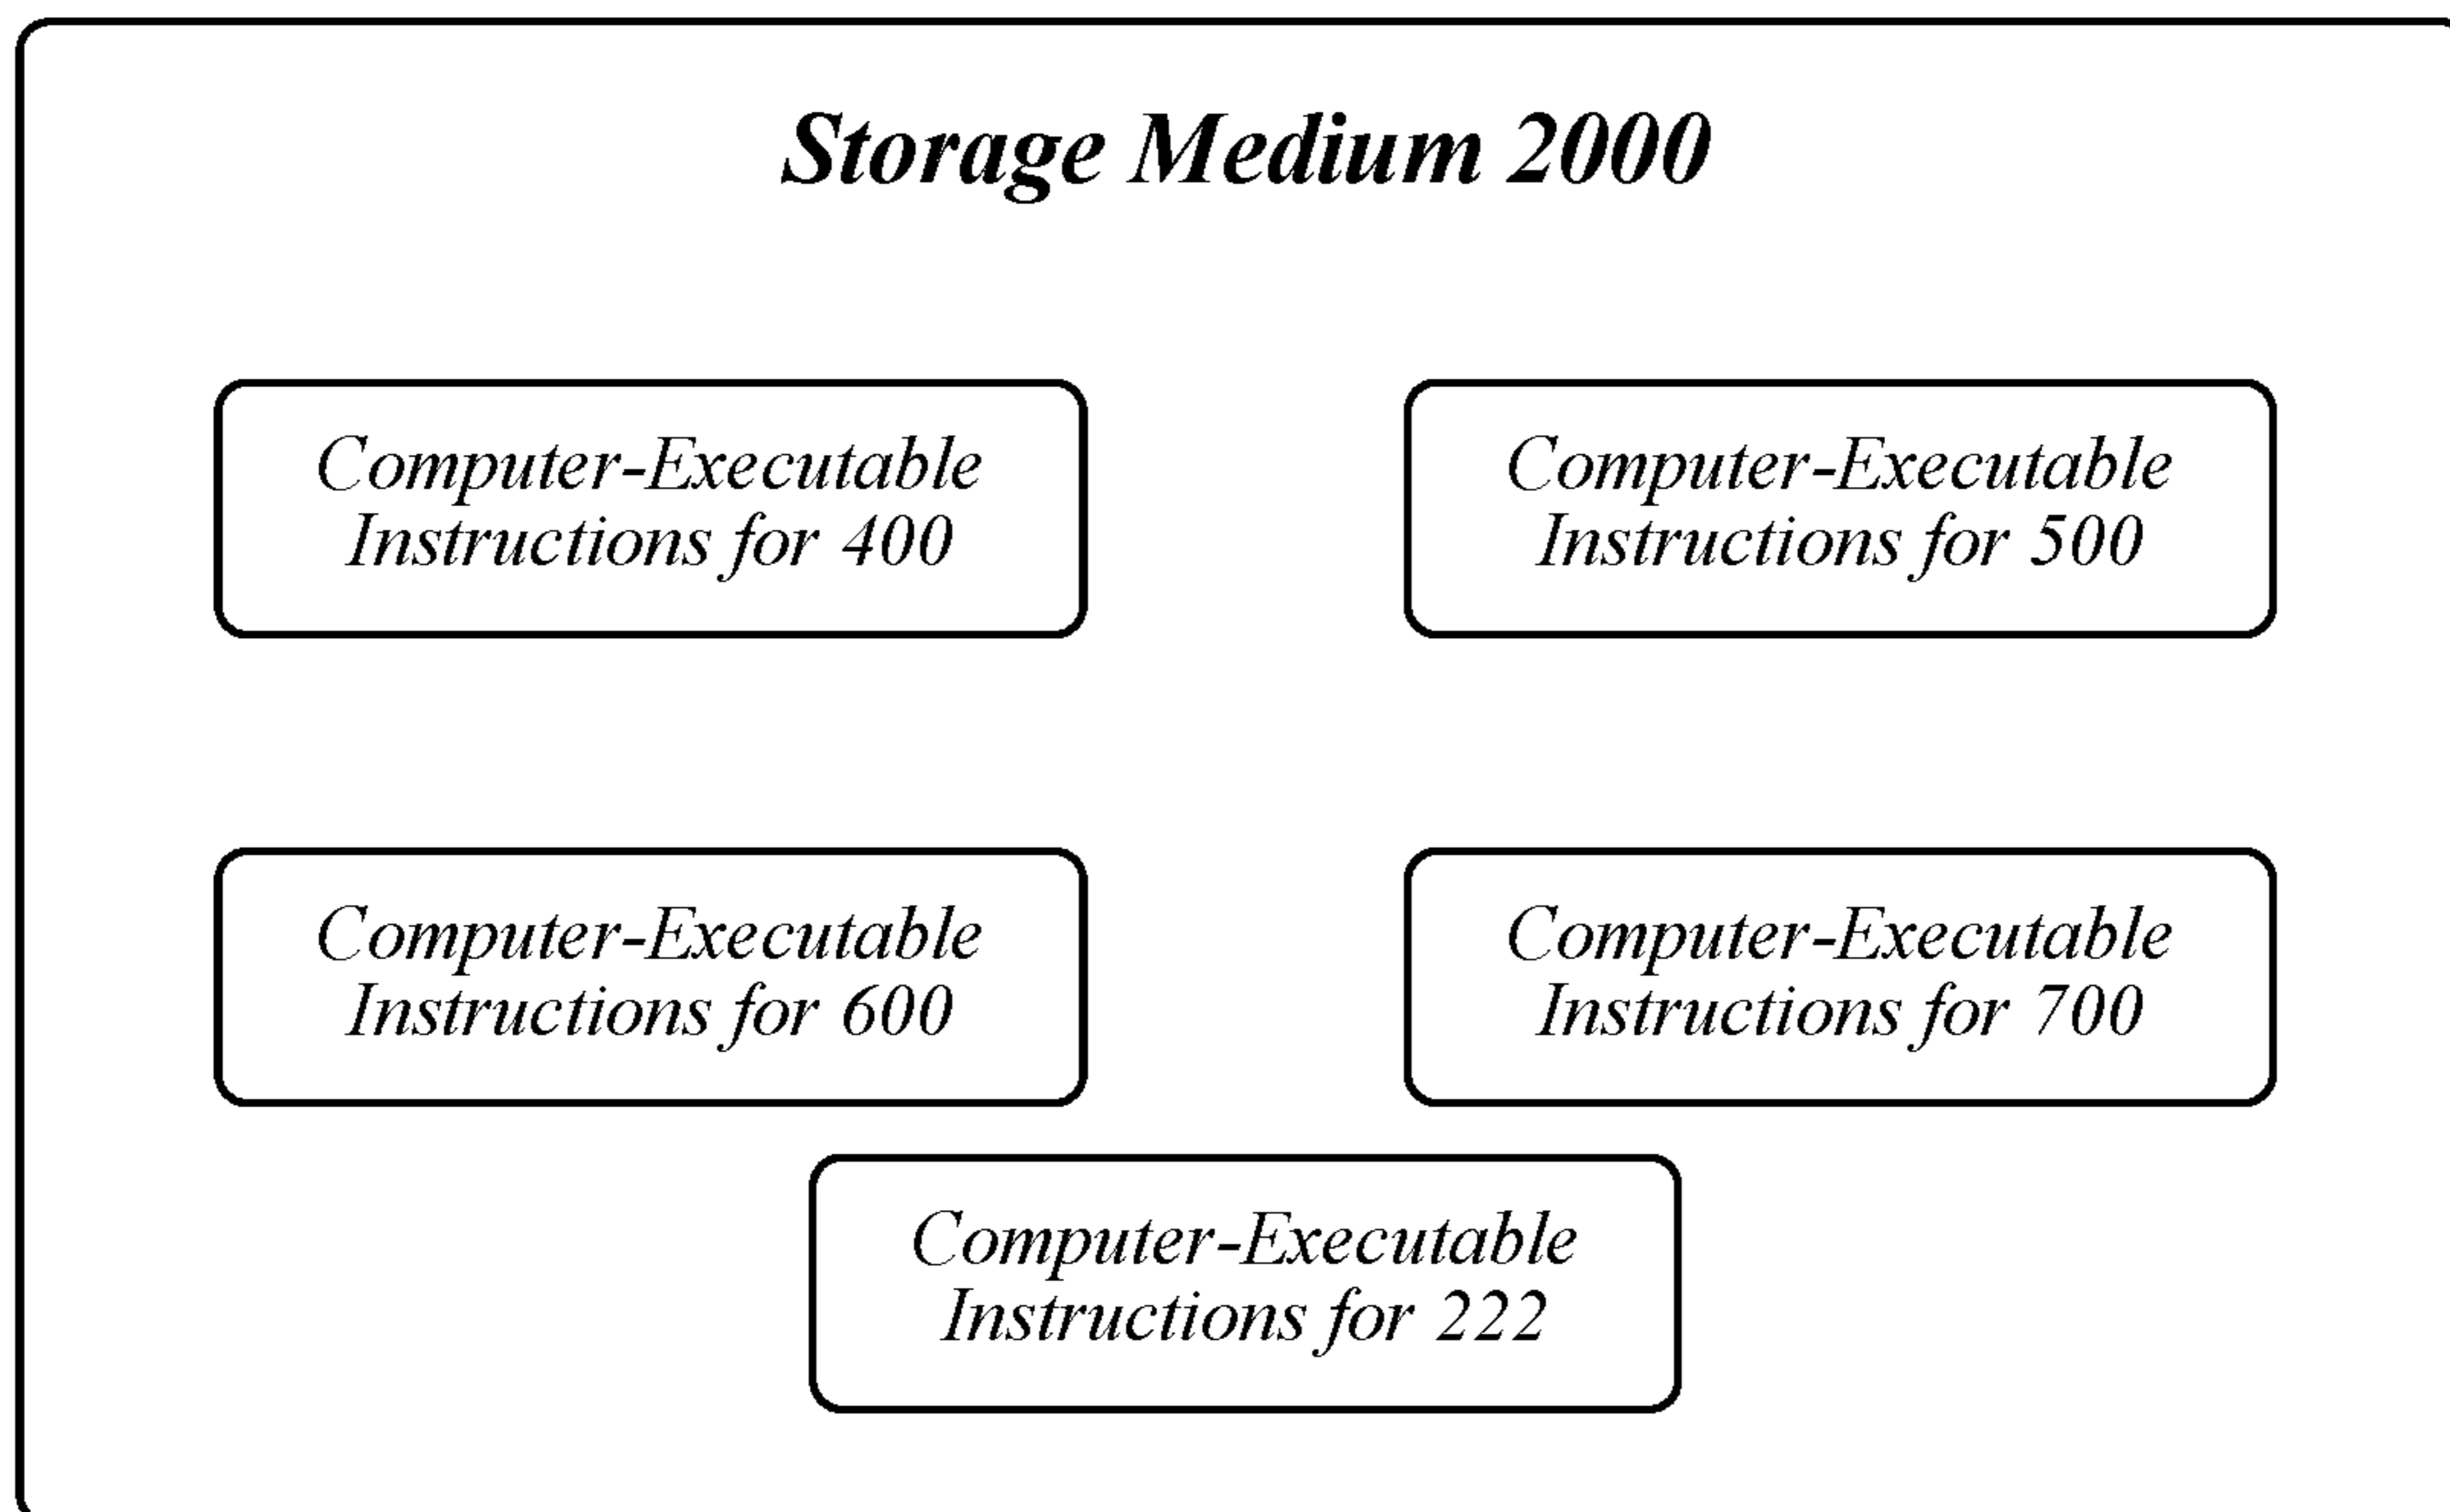 Storage Medium 2000
Computer-Executable
Instructions for 400
Computer-Executable
Instructions for 500
Computer-Executable
Instructions for 600
Computer-Executable
Instructions for 700
Computer-Executable
Instructions for 222